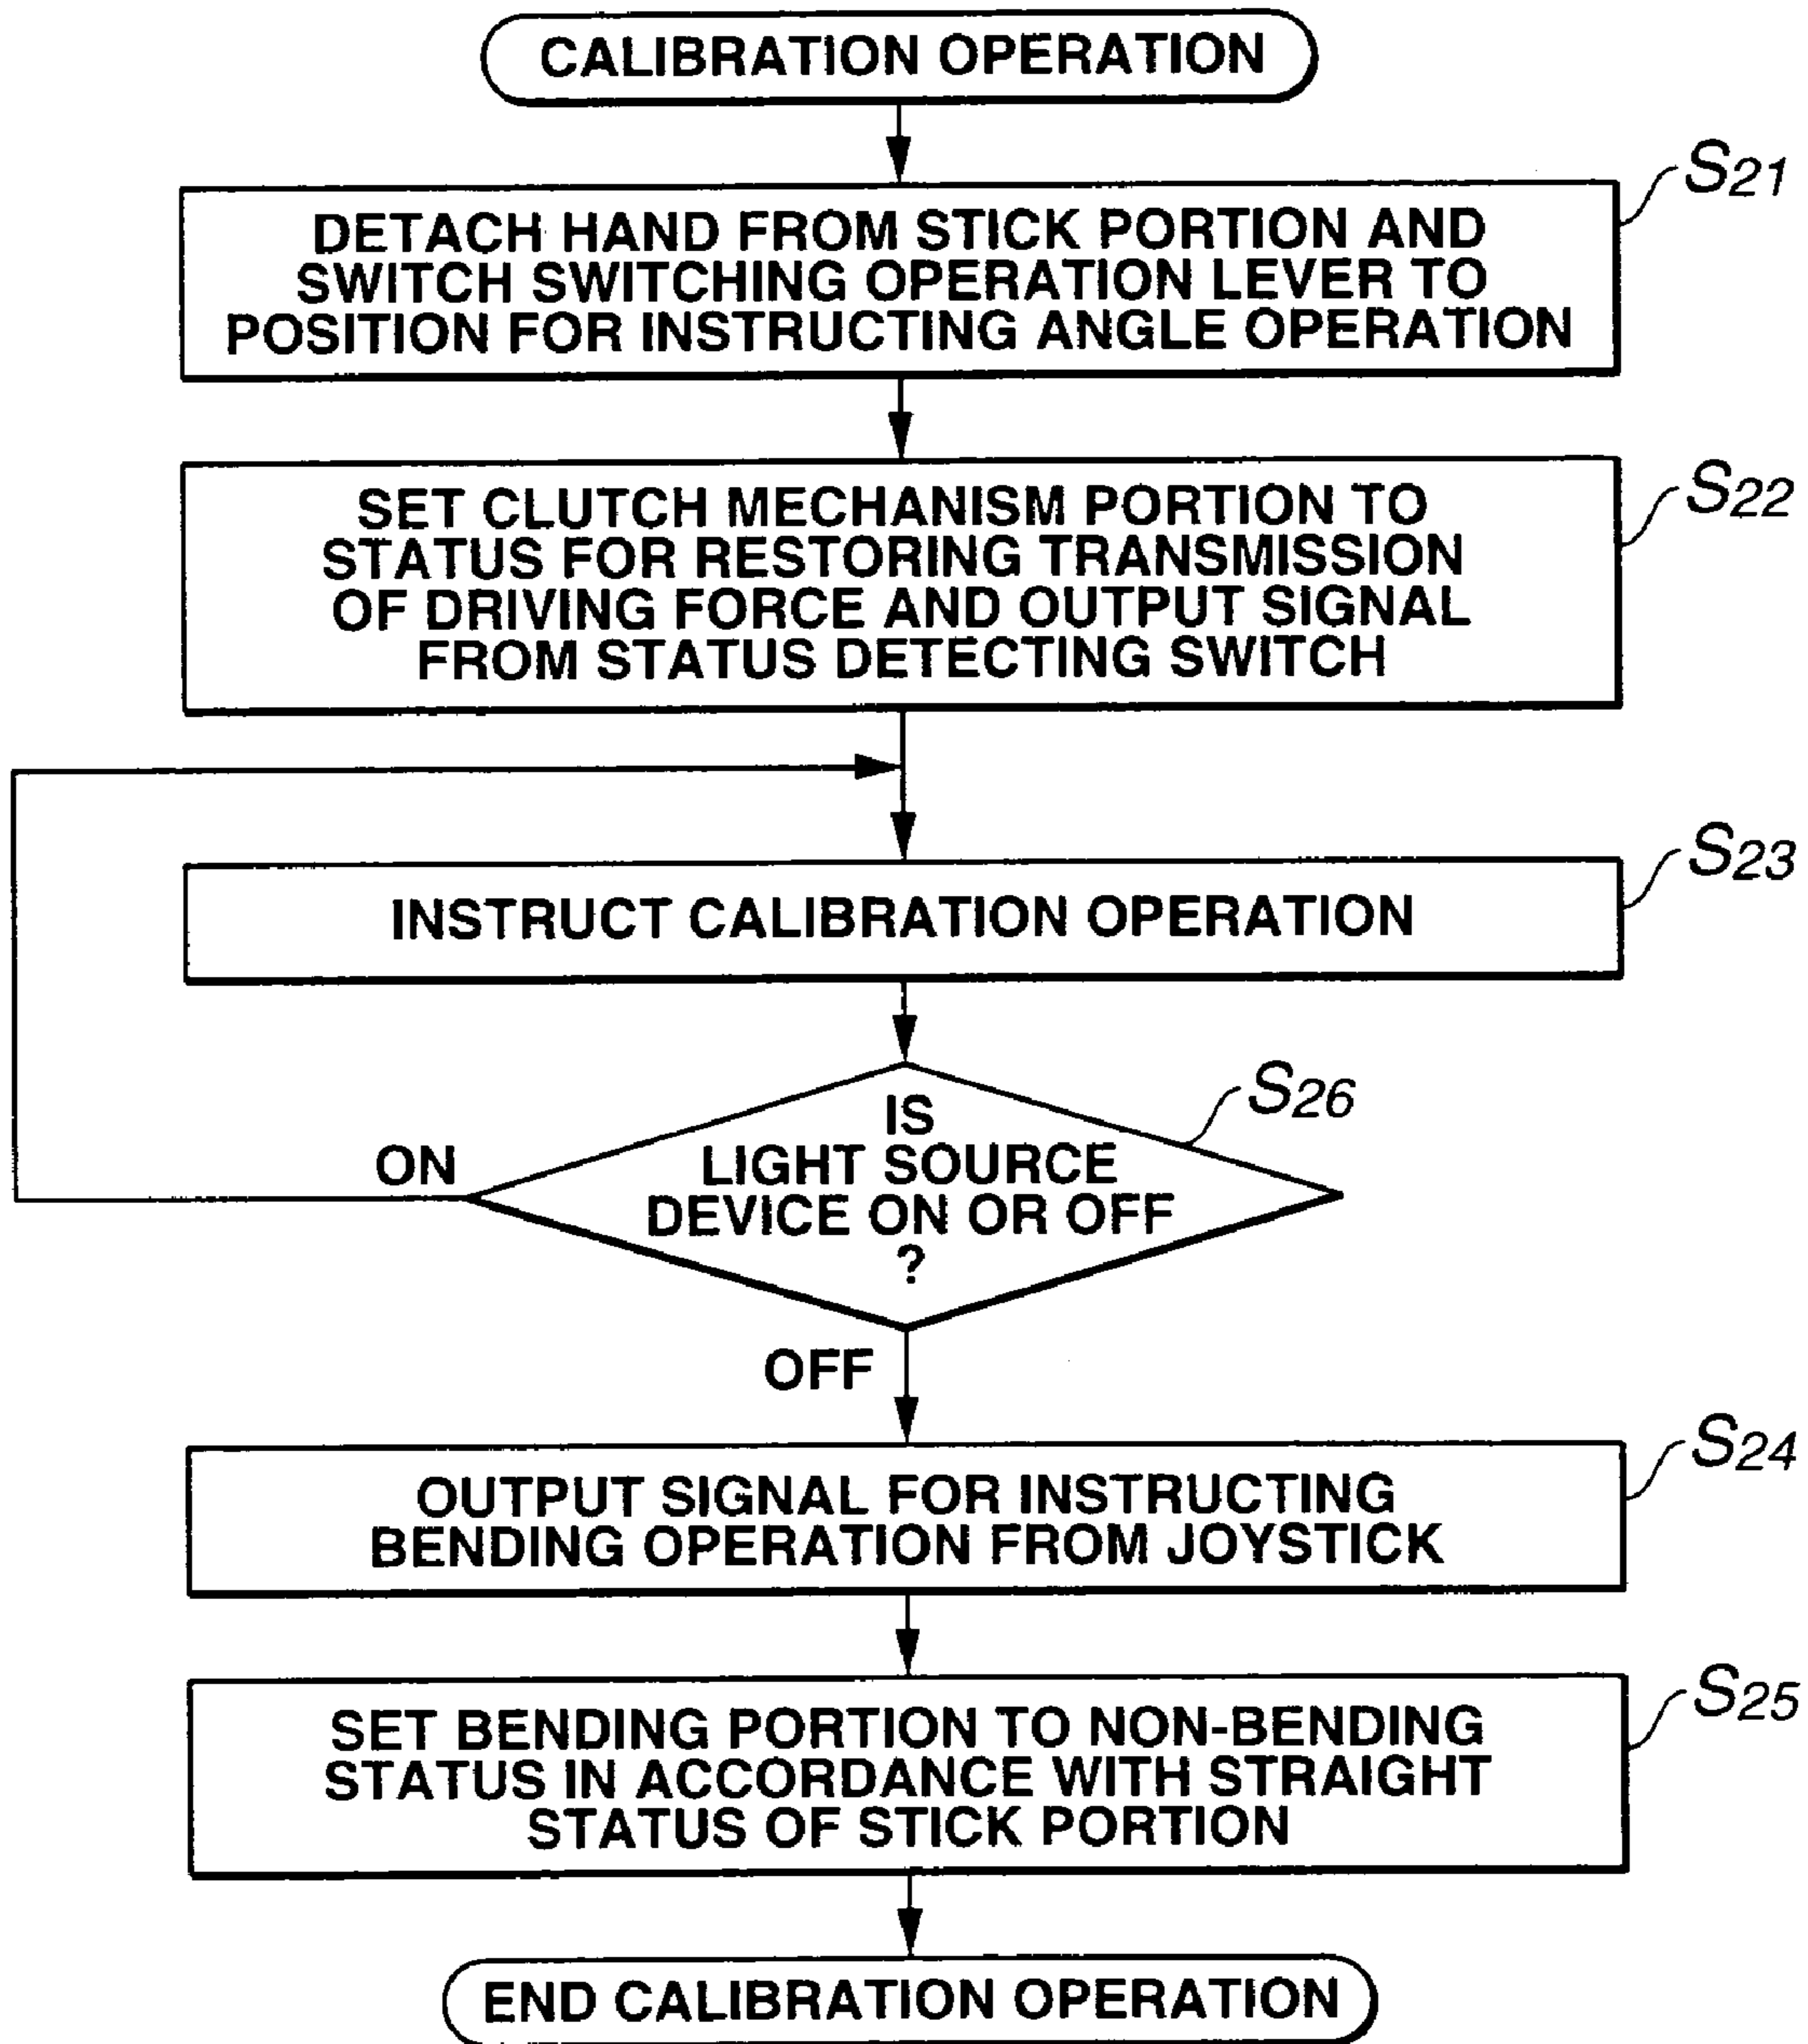 CALIBRATION OPERATION
S21
DETACH HAND FROM STICK PORTION AND
SWITCH SWITCHING OPERATION LEVER TO
POSITION FOR INSTRUCTING ANGLE OPERATION
S22
SET CLUTCH MECHANISM PORTION TO
STATUS FOR RESTORING TRANSMISSION
OF DRIVING FORCE AND OUTPUT SIGNAL
FROM STATUS DETECTING SWITCH
S23
INSTRUCT CALIBRATION OPERATION
S26
IS
LIGHT SOURCE
DEVICE ON OR OFF
?
ON
OFF
S24
OUTPUT SIGNAL FOR INSTRUCTING
BENDING OPERATION FROM JOYSTICK
S25
SET BENDING PORTION TO NON-BENDING
STATUS IN ACCORDANCE WITH STRAIGHT
STATUS OF STICK PORTION
END CALIBRATION OPERATION